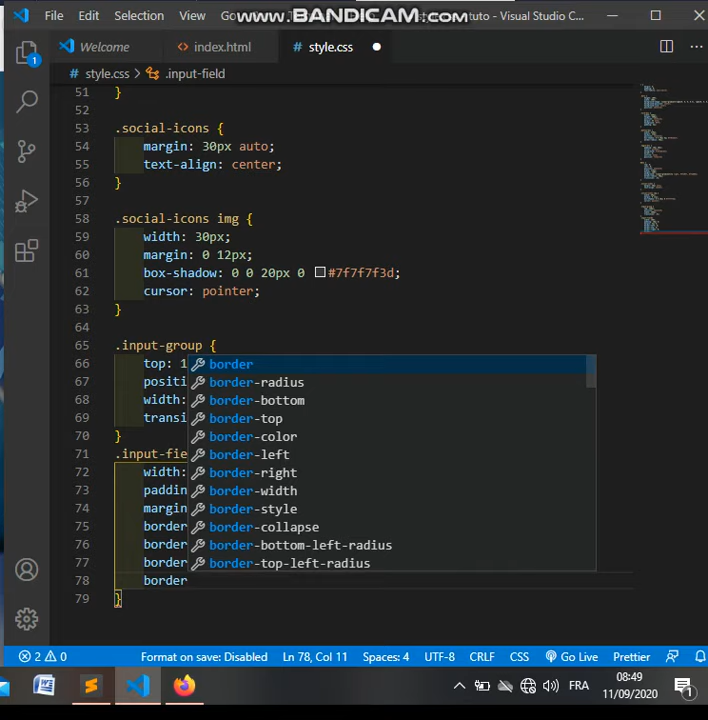 File Edit Selection View Go www.BANDICAM.com tuto - Visual Studio C...
Welcome index.html # style.css
# style.css > .input-field
51 }
52
53 .social-icons {
54 margin: 30px auto;
55 text-align: center;
56 }
57
58 .social-icons img {
59 width: 30px;
60 margin: 0 12px;
61 box-shadow: 0 0 20px 0 #7f7f7f3d;
62 cursor: pointer;
63 }
64
65 .input-group {
66 top: 1 border
67 positi border-radius
68 width: border-bottom
69 transi border-top
70 } border-color
71 .input-fie border-left
72 width: border-right
73 paddin border-width
74 margin border-style
75 border border-collapse
76 border border-bottom-left-radius
77 border border-top-left-radius
78 border
79 }
2 0 Format on save: Disabled Ln 78, Col 11 Spaces: 4 UTF-8 CRLF CSS Go Live Prettier
FRA 08:49
11/09/2020 1